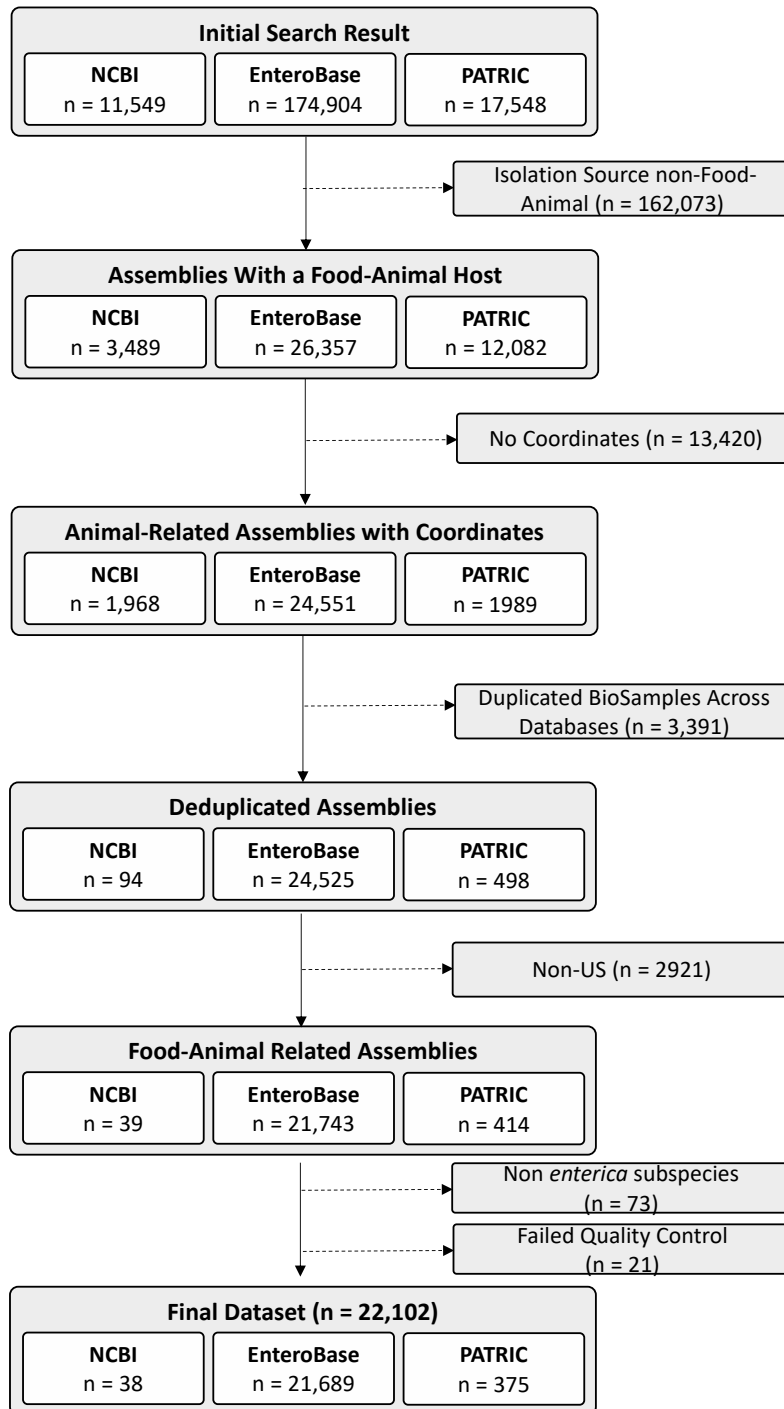 Initial Search Result
NCBI
n = 11,549
EnteroBase
n = 174,904
PATRIC
n = 17,548
Isolation Source non-Food-
Animal (n = 162,073)
Assemblies With a Food-Animal Host
NCBI
n = 3,489
EnteroBase
n = 26,357
PATRIC
n = 12,082
No Coordinates (n = 13,420)
Animal-Related Assemblies with Coordinates
NCBI
n = 1,968
EnteroBase
n = 24,551
PATRIC
n = 1989
Duplicated BioSamples Across
Databases (n = 3,391)
Deduplicated Assemblies
NCBI
n = 94
EnteroBase
n = 24,525
PATRIC
n = 498
Non-US (n = 2921)
Food-Animal Related Assemblies
NCBI
n = 39
EnteroBase
n = 21,743
PATRIC
n = 414
Non enterica subspecies
(n = 73)
Failed Quality Control
(n = 21)
Final Dataset (n = 22,102)
NCBI
n = 38
EnteroBase
n = 21,689
PATRIC
n = 375